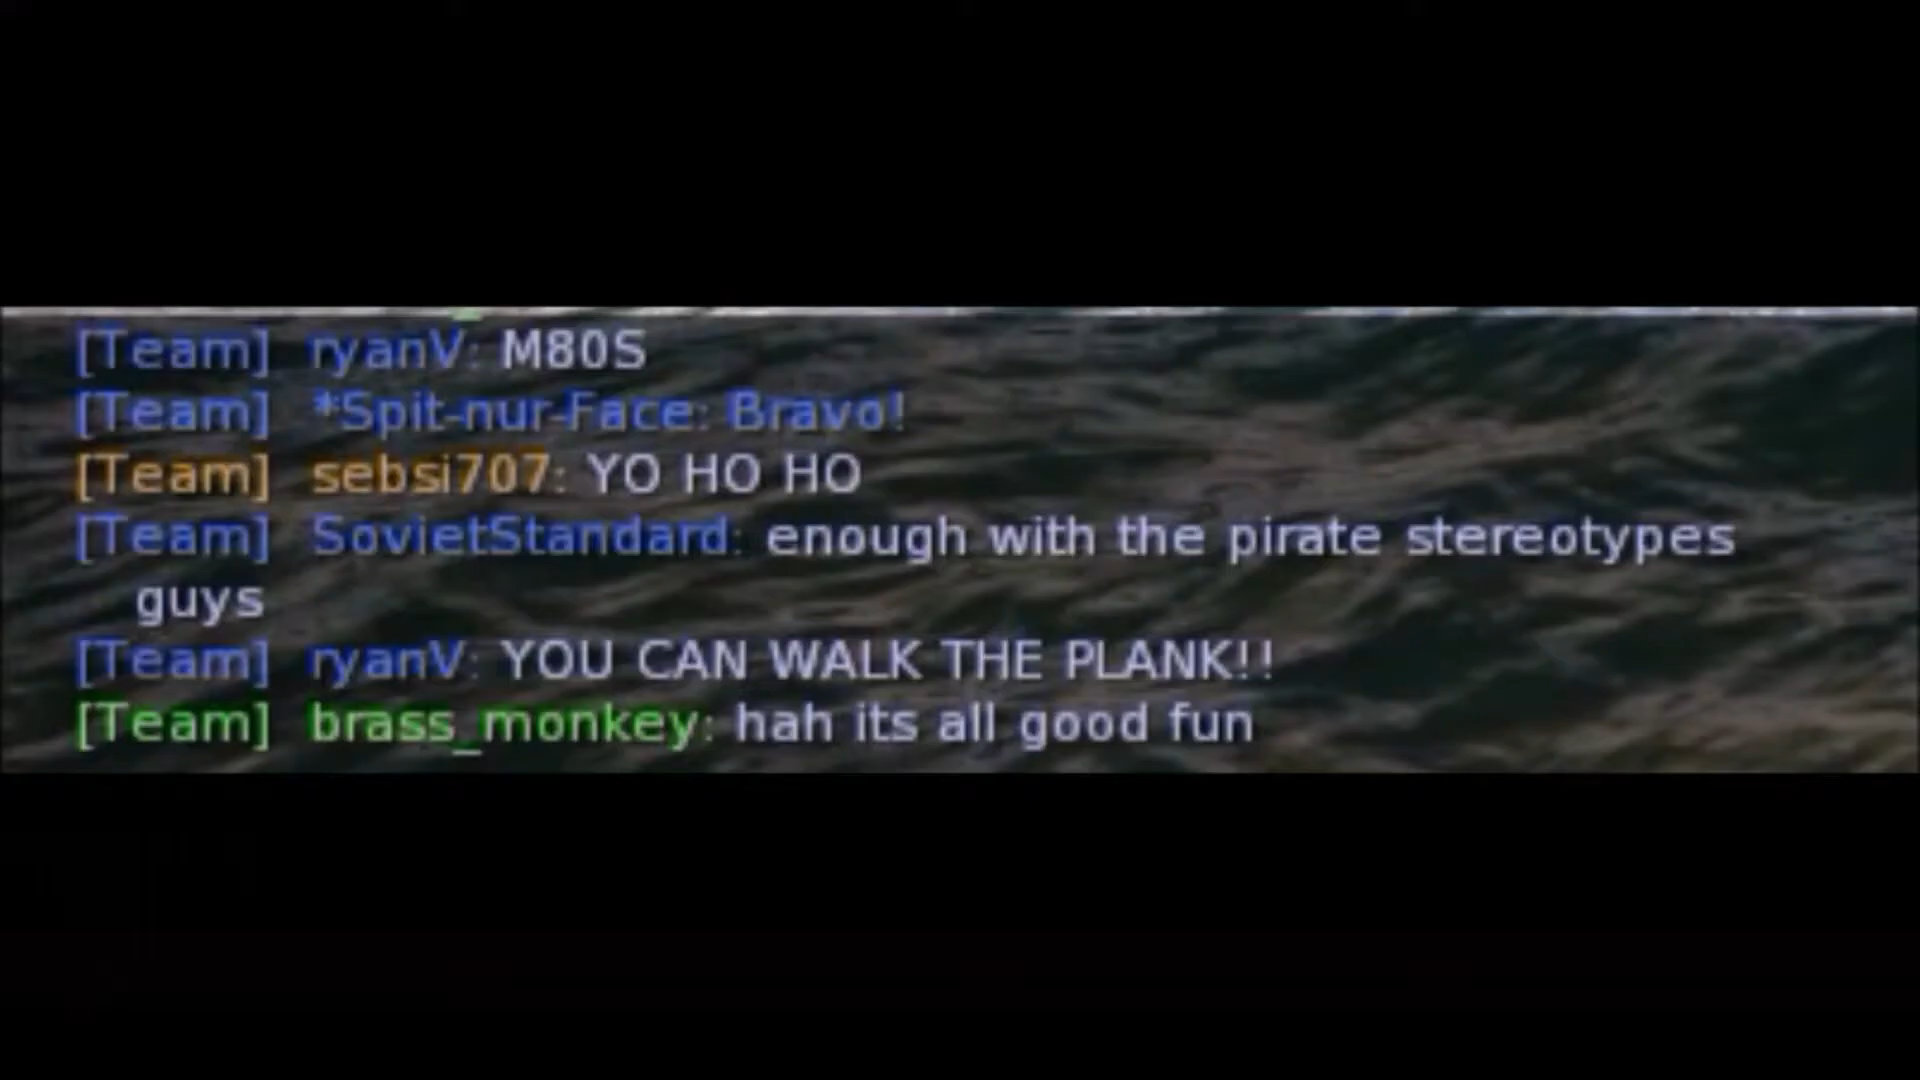 [Team] ryanV: M80S
[Team] *Spit-nur-Face: Bravo!
[Team] sebsi707: YO HO HO
[Team] SovietStandard: enough with the pirate stereotypes
guys
[Team] ryanV: YOU CAN WALK THE PLANK!!
[Team] brass_monkey: hah its all good fun